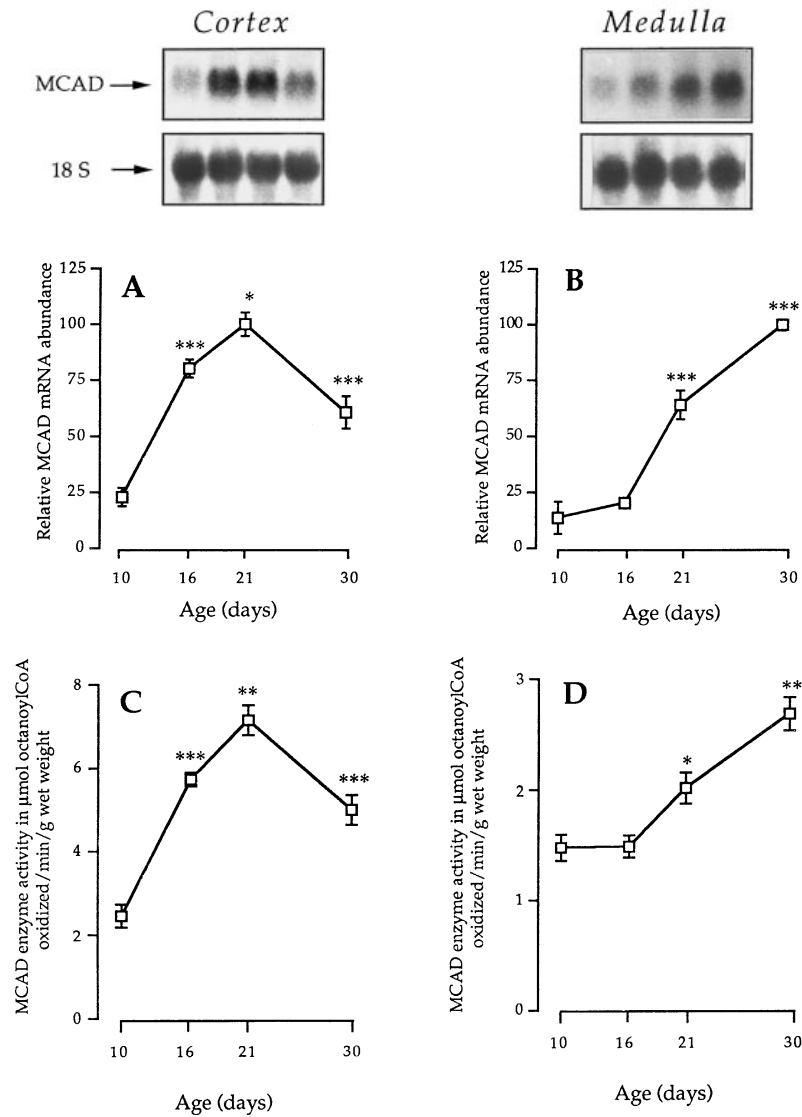 Cortex
Medulla
MCAD
18 S
A
Relative MCAD mRNA abundance
125
100
75
50
25
0
***
*
***
10 16 21 30
Age (days)
B
Relative MCAD mRNA abundance
125
100
75
50
25
0
***
***
10 16 21 30
Age (days)
C
MCAD enzyme activity in µmol octanoylCoA
oxidized/min/g wet weight
8
6
4
2
0
***
**
***
10 16 21 30
Age (days)
D
MCAD enzyme activity in µmol octanoylCoA
oxidized/min/g wet weight
3
2
1
0
*
**
10 16 21 30
Age (days)